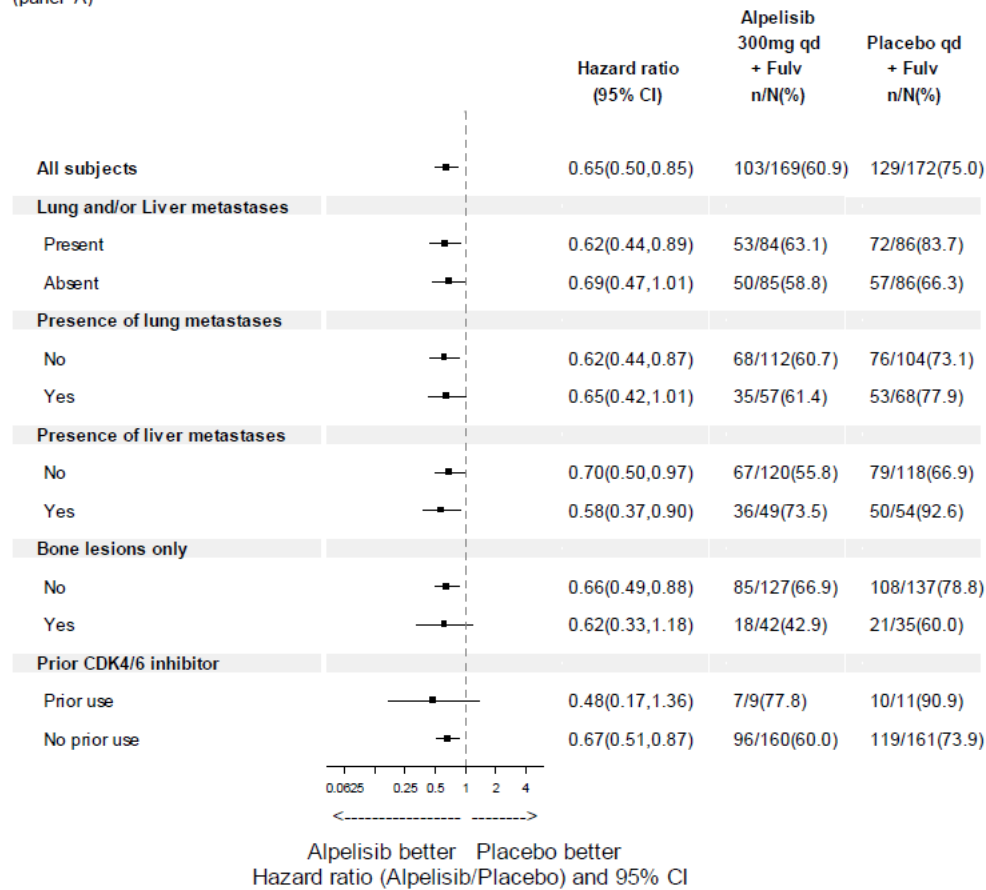 (panel A)
Alpelisib
300mg qd Placebo qd
Hazard ratio + Fulv + Fulv
(95% CI) n/N(%) n/N(%)
All subjects 0.65(0.50,0.85) 103/169(60.9) 129/172(75.0)
Lung and/or Liver metastases
Present 0.62(0.44,0.89) 53/84(63.1) 72/86(83.7)
Absent 0.69(0.47,1.01) 50/85(58.8) 57/86(66.3)
Presence of lung metastases
No 0.62(0.44,0.87) 68/112(60.7) 76/104(73.1)
Yes 0.65(0.42,1.01) 35/57(61.4) 53/68(77.9)
Presence of liver metastases
No 0.70(0.50,0.97) 67/120(55.8) 79/118(66.9)
Yes 0.58(0.37,0.90) 36/49(73.5) 50/54(92.6)
Bone lesions only
No 0.66(0.49,0.88) 85/127(66.9) 108/137(78.8)
Yes 0.62(0.33,1.18) 18/42(42.9) 21/35(60.0)
Prior CDK4/6 inhibitor
Prior use 0.48(0.17,1.36) 7/9(77.8) 10/11(90.9)
No prior use 0.67(0.51,0.87) 96/160(60.0) 119/161(73.9)
0.0625 0.25 0.5 1 2 4
<----------------- -------->
Alpelisib better Placebo better
Hazard ratio (Alpelisib/Placebo) and 95% CI